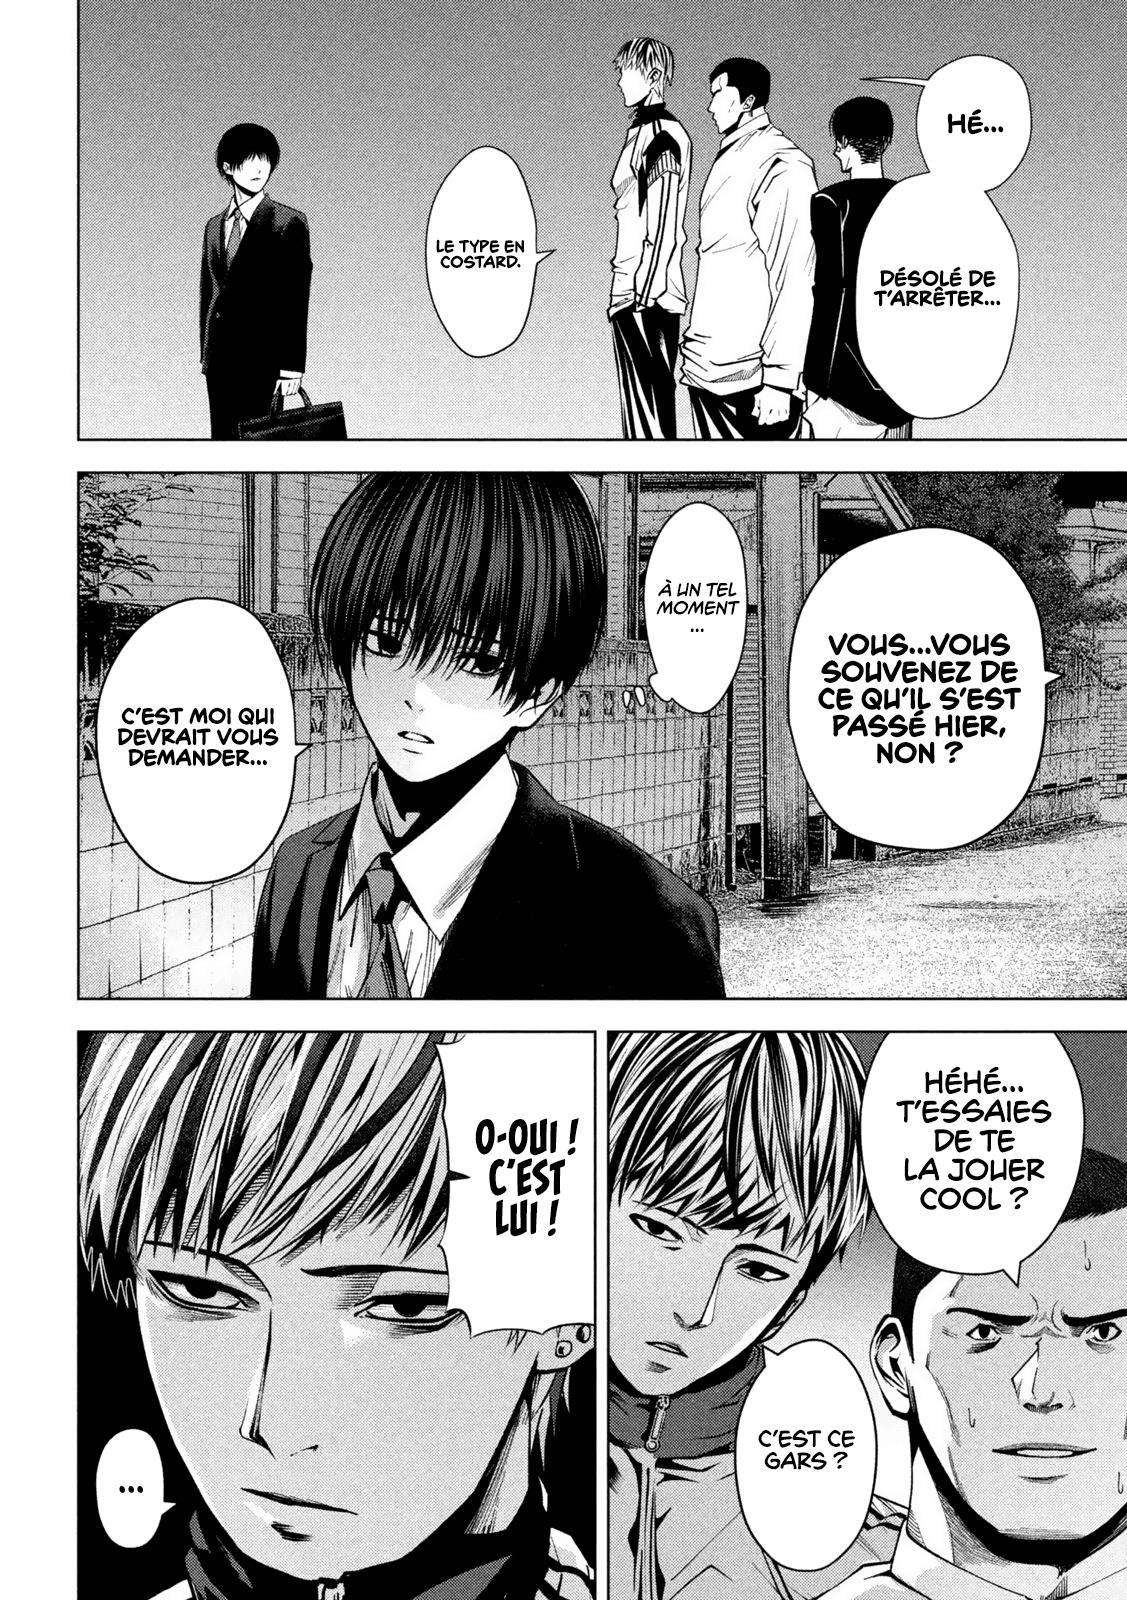 HÉ...
DÉSOLÉ DE
T'ARRÊTER...
LE TYPE EN
COSTARD.
VOUS...VOUS
SOUVENEZ DE
CE QU'IL S'EST
PASSÉ HIER,
NON ?
À UN TEL
MOMENT
...
C'EST MOI QUI
DEVRAIT VOUS
DEMANDER...
HÉHÉ...
T'ESSAIES
DE TE
LA JOUER
COOL ?
C'EST CE
GARS ?
O-OUI !
C'EST
LUI !
...